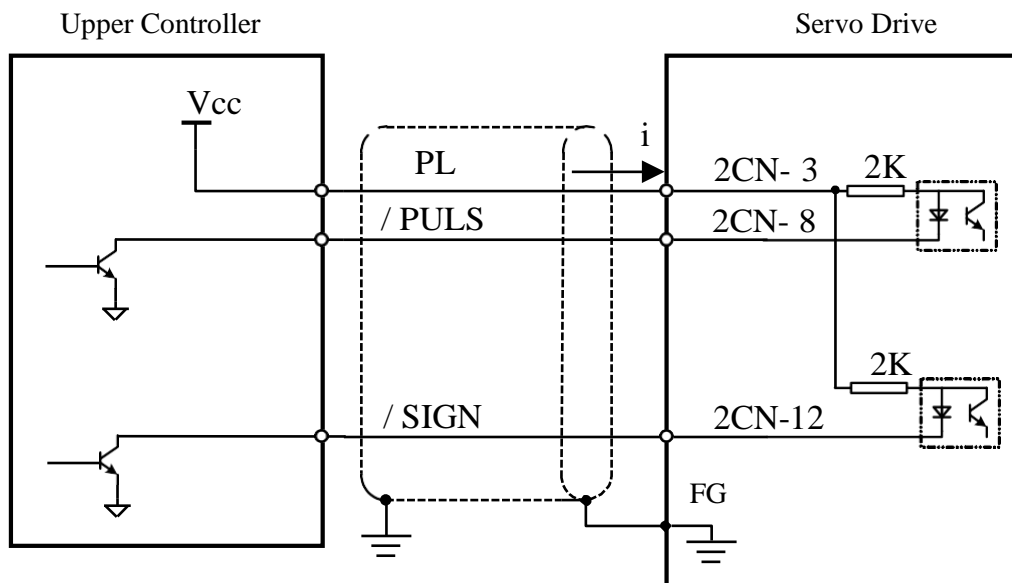 Upper Controller
Servo Drive
Vcc
i
PL
2CN- 3
2K
/ PULS
2CN- 8
2K
/ SIGN
2CN-12
FG